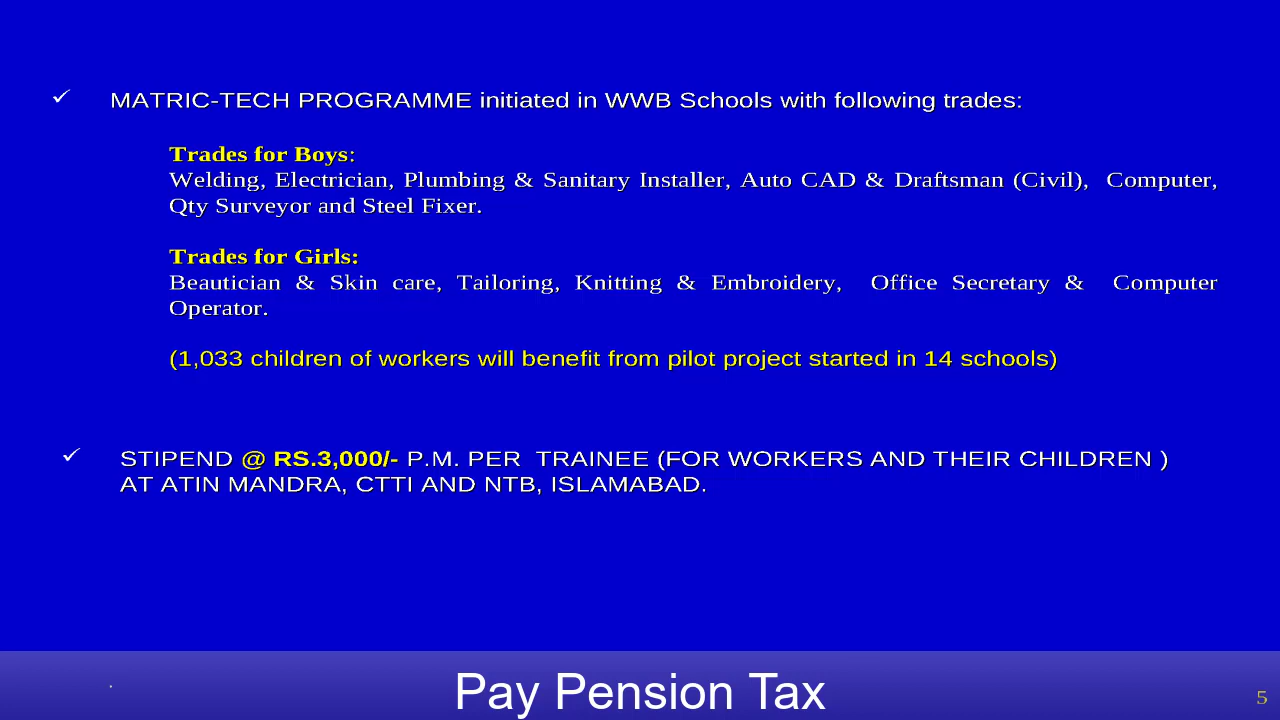 ✓ MATRIC-TECH PROGRAMME initiated in WWB Schools with following trades:
Trades for Boys:
Welding, Electrician, Plumbing & Sanitary Installer, Auto CAD & Draftsman (Civil), Computer,
Qty Surveyor and Steel Fixer.
Trades for Girls:
Beautician & Skin care, Tailoring, Knitting & Embroidery, Office Secretary & Computer
Operator.
(1,033 children of workers will benefit from pilot project started in 14 schools)
✓ STIPEND @ RS.3,000/- P.M. PER TRAINEE (FOR WORKERS AND THEIR CHILDREN )
AT ATIN MANDRA, CTTI AND NTB, ISLAMABAD.
.
Pay Pension Tax
5